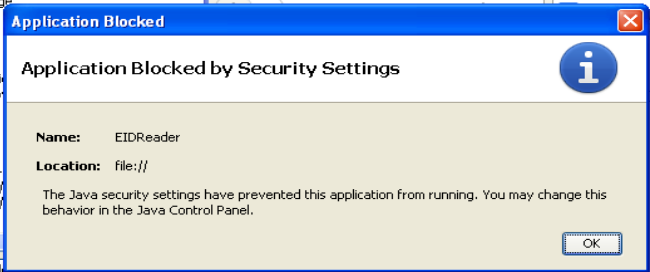 Application Blocked
Application Blocked by Security Settings
Name: EIDReader
Location: file://
The Java security settings have prevented this application from running. You may change this
behavior in the Java Control Panel.
OK